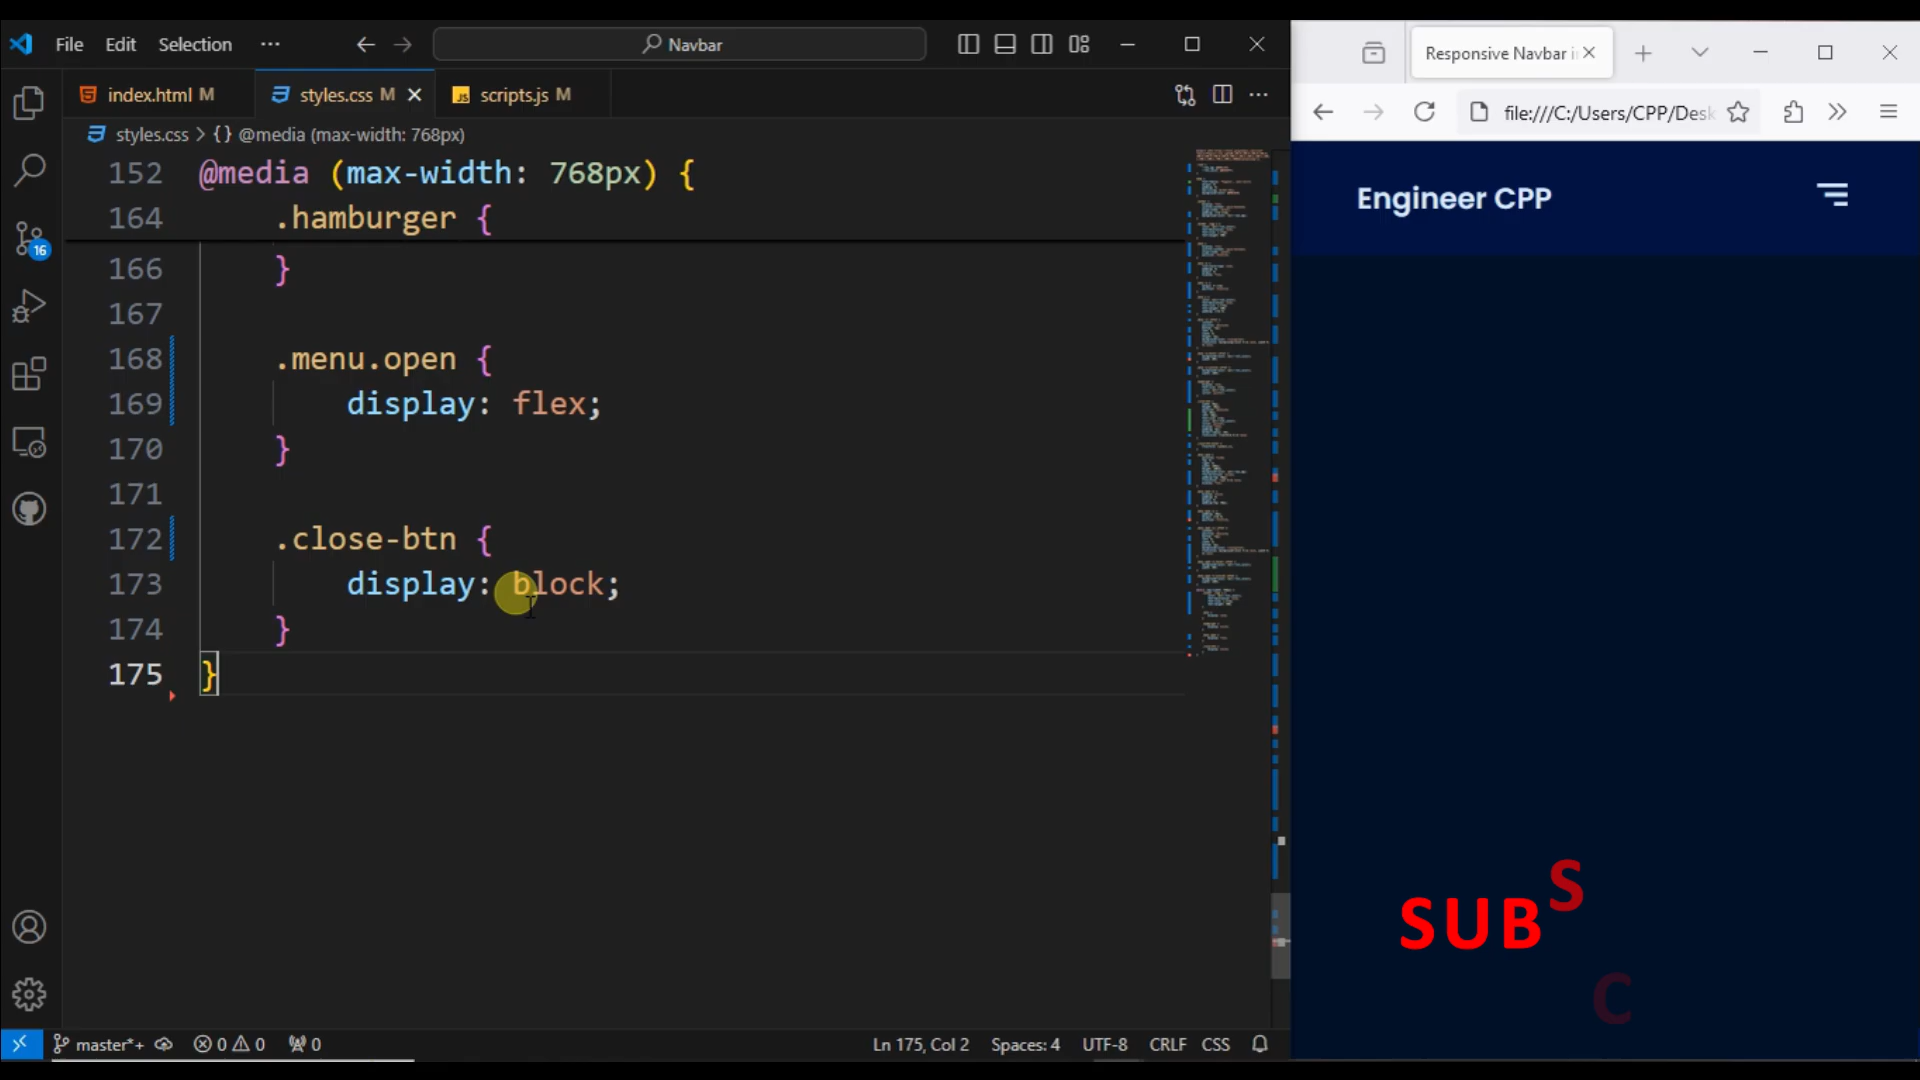 File Edit Selection ··· Navbar
index.html M styles.css M scripts.js M
styles.css > {} @media (max-width: 768px)
152 @media (max-width: 768px) {
164 .hamburger {
166 }
167
168 .menu.open {
169 display: flex;
170 }
171
172 .close-btn {
173 display: block;
174 }
175 }
16
master*+ 0 0 0 Ln 175, Col 2 Spaces: 4 UTF-8 CRLF CSS
Responsive Navbar i
file:///C:/Users/CPP/Desk
Engineer CPP
SUBSC